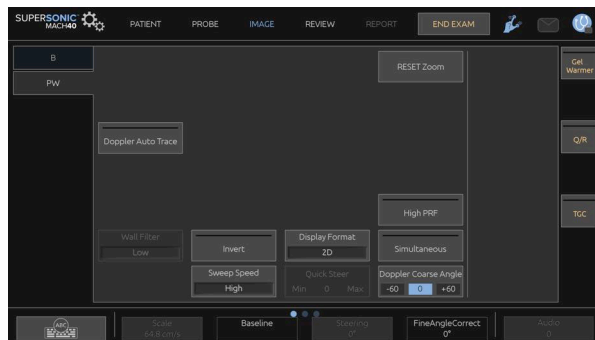 SUPERSONIC
MACH40
PATIENT
PROBE
IMAGE
REVIEW
REPORT
END EXAM
B
PW
RESET Zoom
Gel
Warmer
Doppler Auto Trace
Q/R
High PRF
TGC
Wall Filter
Low
Invert
Display Format
2D
Simultaneous
Sweep Speed
High
Quick Steer
Min 0 Max
Doppler Coarse Angle
-60 0 +60
ABC
Scale
64.8 cm/s
Baseline
Steering
0°
FineAngleCorrect
0°
Audio
0